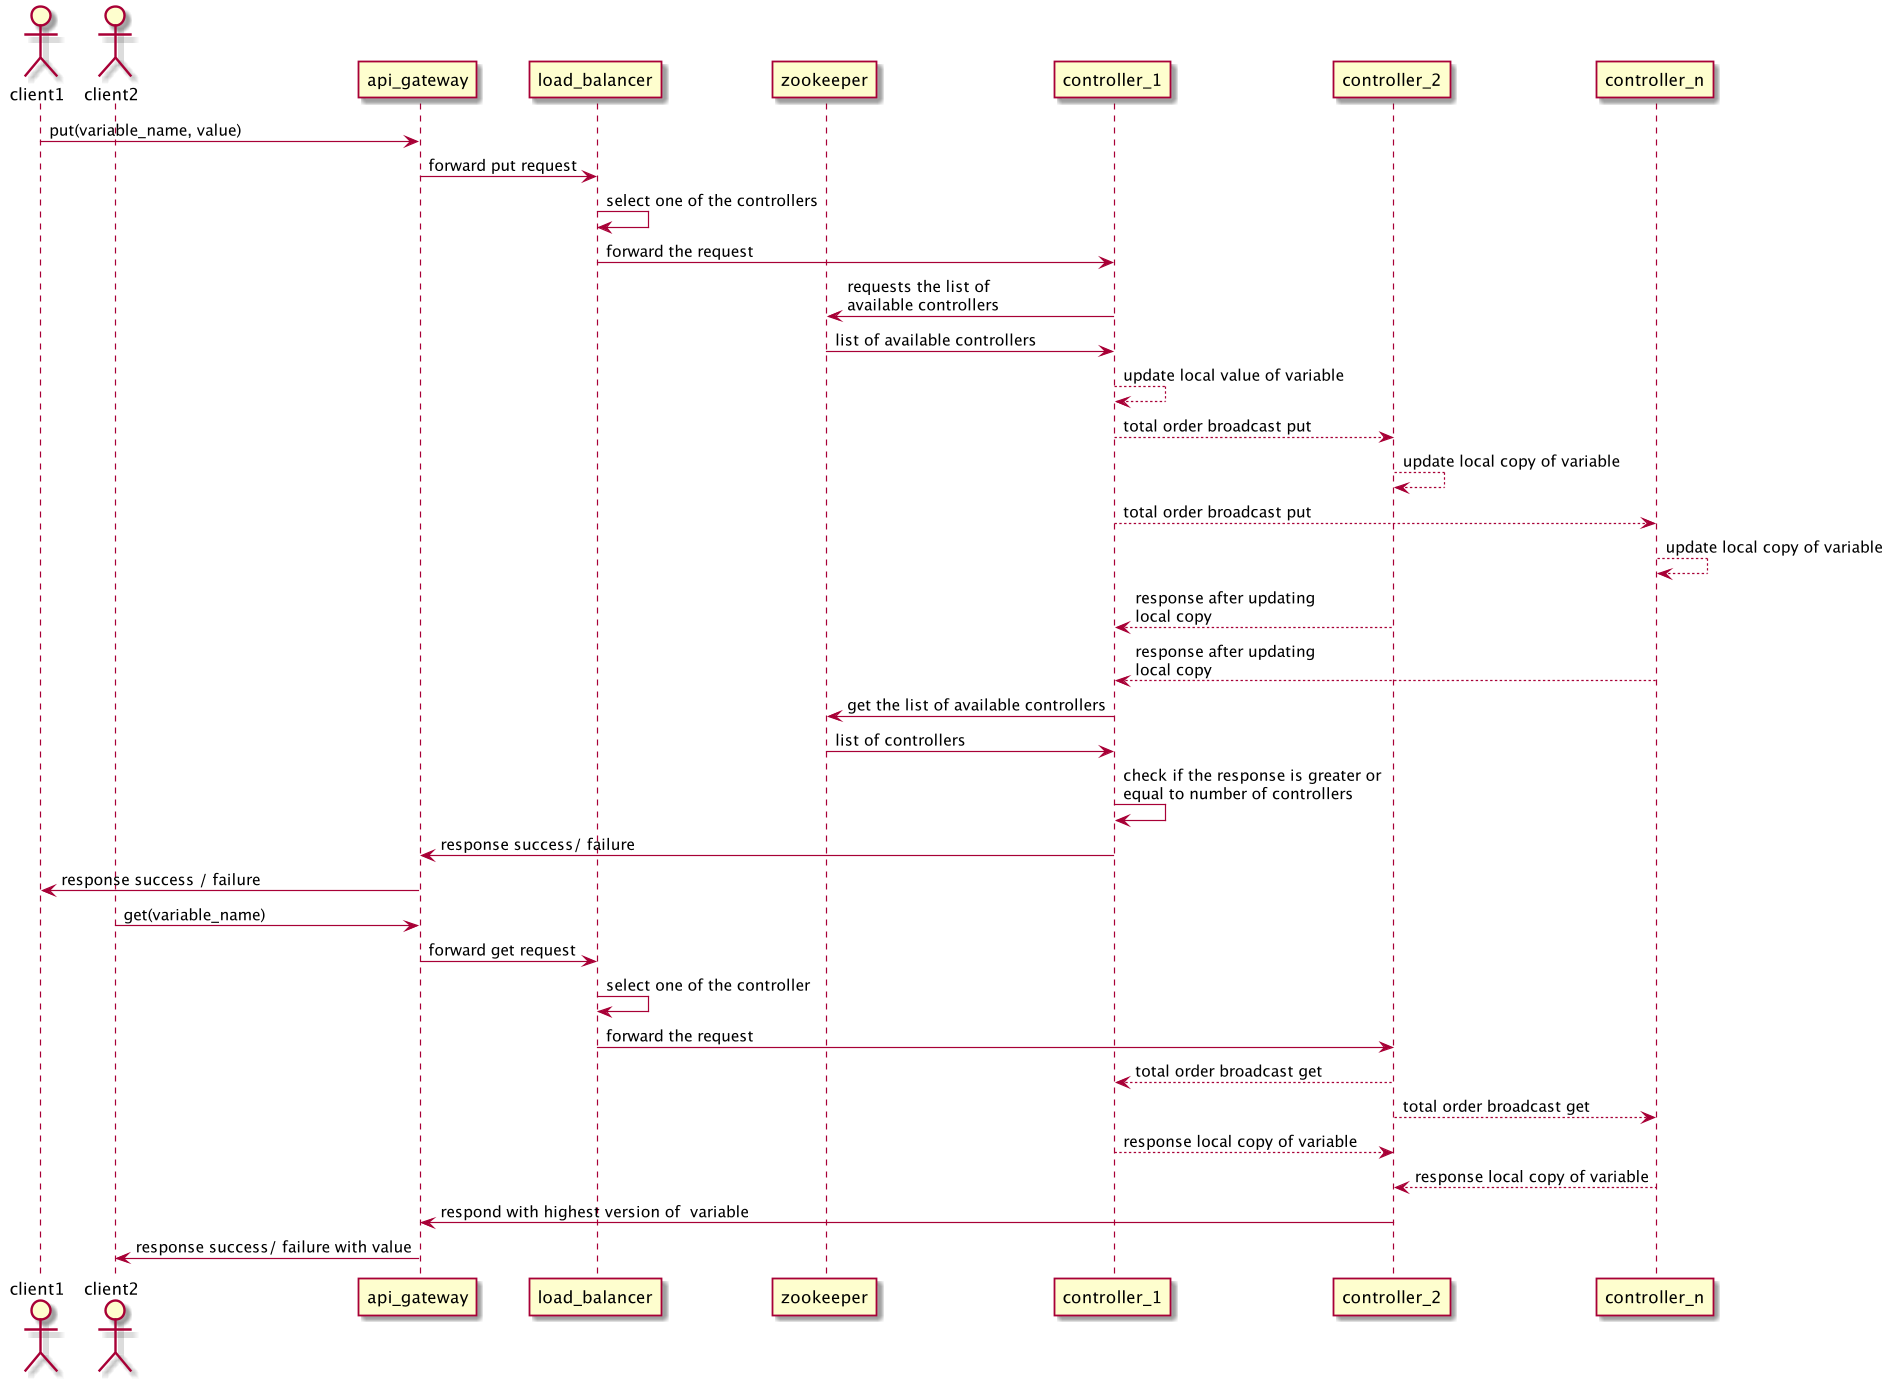 client1
client2
api_gateway
load_balancer
zookeeper
controller_1
controller_2
controller_n
put(variable_name, value)
forward put request
select one of the controllers
forward the request
requests the list of
available controllers
list of available controllers
update local value of variable
total order broadcast put
update local copy of variable
total order broadcast put
update local copy of variable
response after updating
local copy
response after updating
local copy
get the list of available controllers
list of controllers
check if the response is greater or
equal to number of controllers
response success/ failure
response success / failure
get(variable_name)
forward get request
select one of the controller
forward the request
total order broadcast get
total order broadcast get
response local copy of variable
response local copy of variable
respond with highest version of  variable
response success/ failure with value
client1
client2
api_gateway
load_balancer
zookeeper
controller_1
controller_2
controller_n